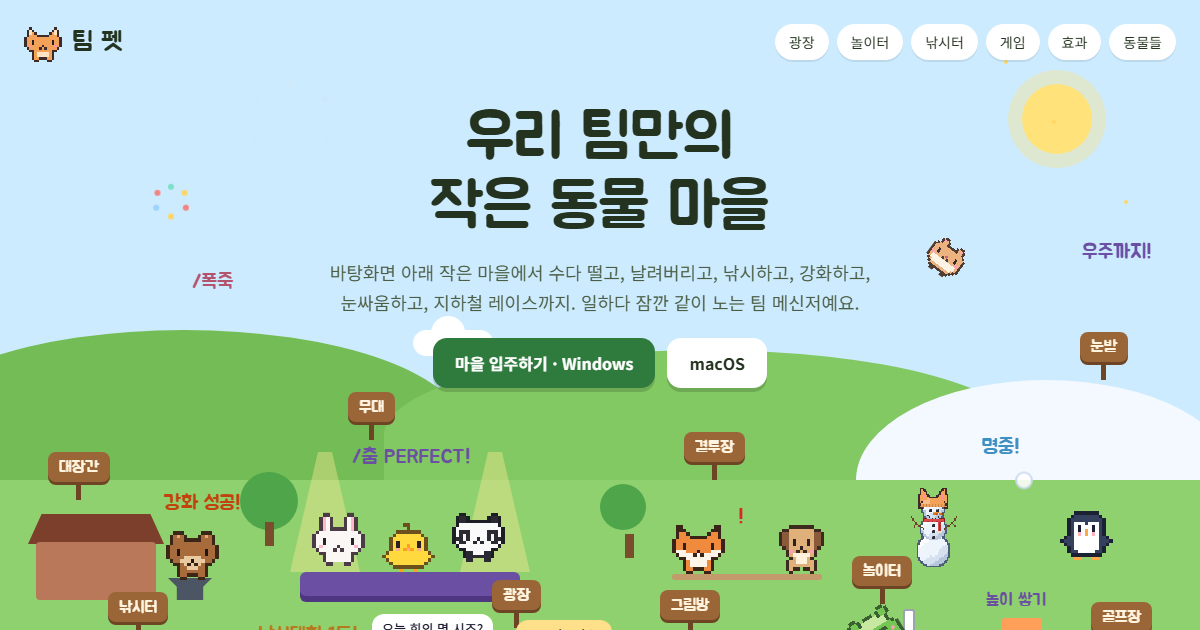 팀 펫
광장 놀이터 낚시터 게임 효과 동물들
우리 팀만의
작은 동물 마을
우주까지!
/폭죽
바탕화면 아래 작은 마을에서 수다 떨고, 날려버리고, 낚시하고, 강화하고,
눈싸움하고, 지하철 레이스까지. 일하다 잠깐 같이 노는 팀 메신저예요.
마을 입주하기 · Windows
macOS
눈밭
무대
/춤 PERFECT!
결투장
명중!
대장간
강화 성공!
!
놀이터
낚시터
광장
그림방
높이 쌓기
골프장
오늘 회의 몇 시죠?